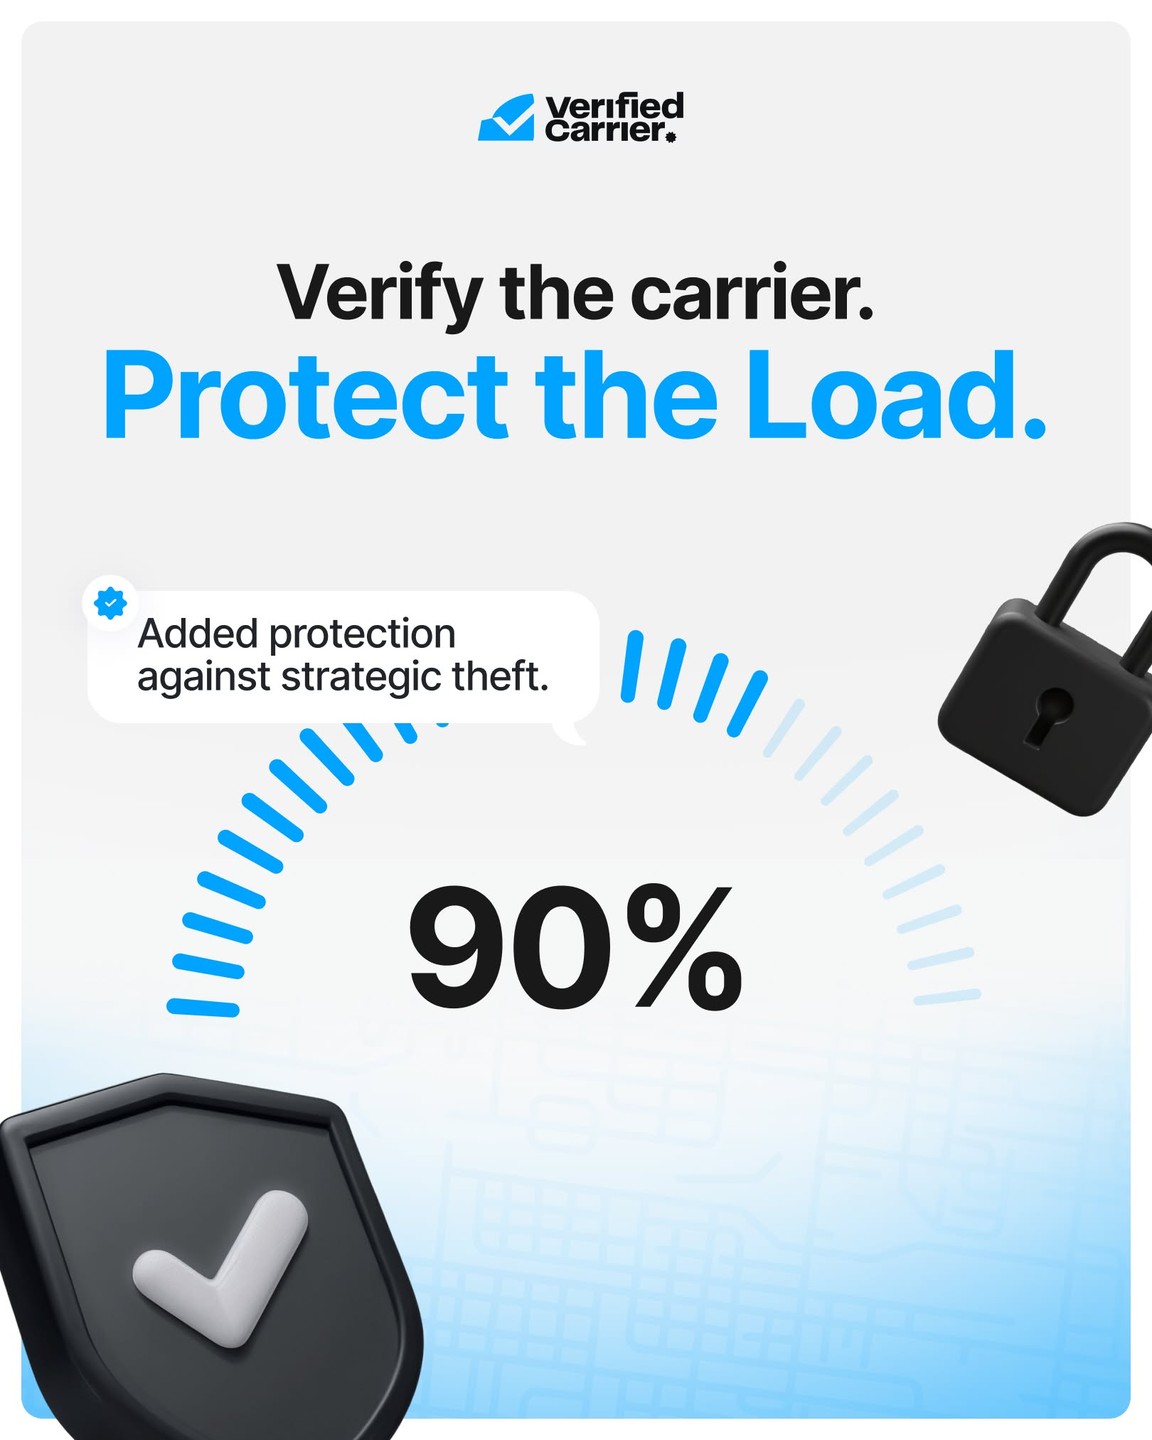 Verified
Carrier.
Verify the carrier.
Protect the Load.
Added protection
against strategic theft.
90%